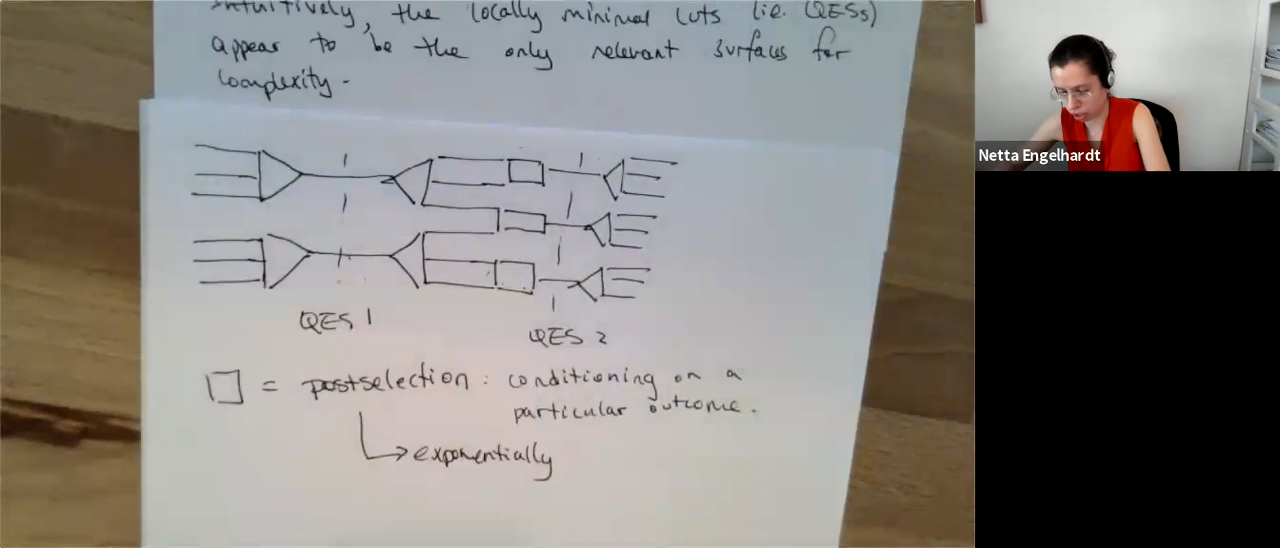 Intuitively, the locally minimal cuts (i.e. QESs)
appear to be the only relevant surfaces for
complexity.
QES 1
QES 2
□ = postselection: conditioning on a
particular outcome.
↳ exponentially
Netta Engelhardt